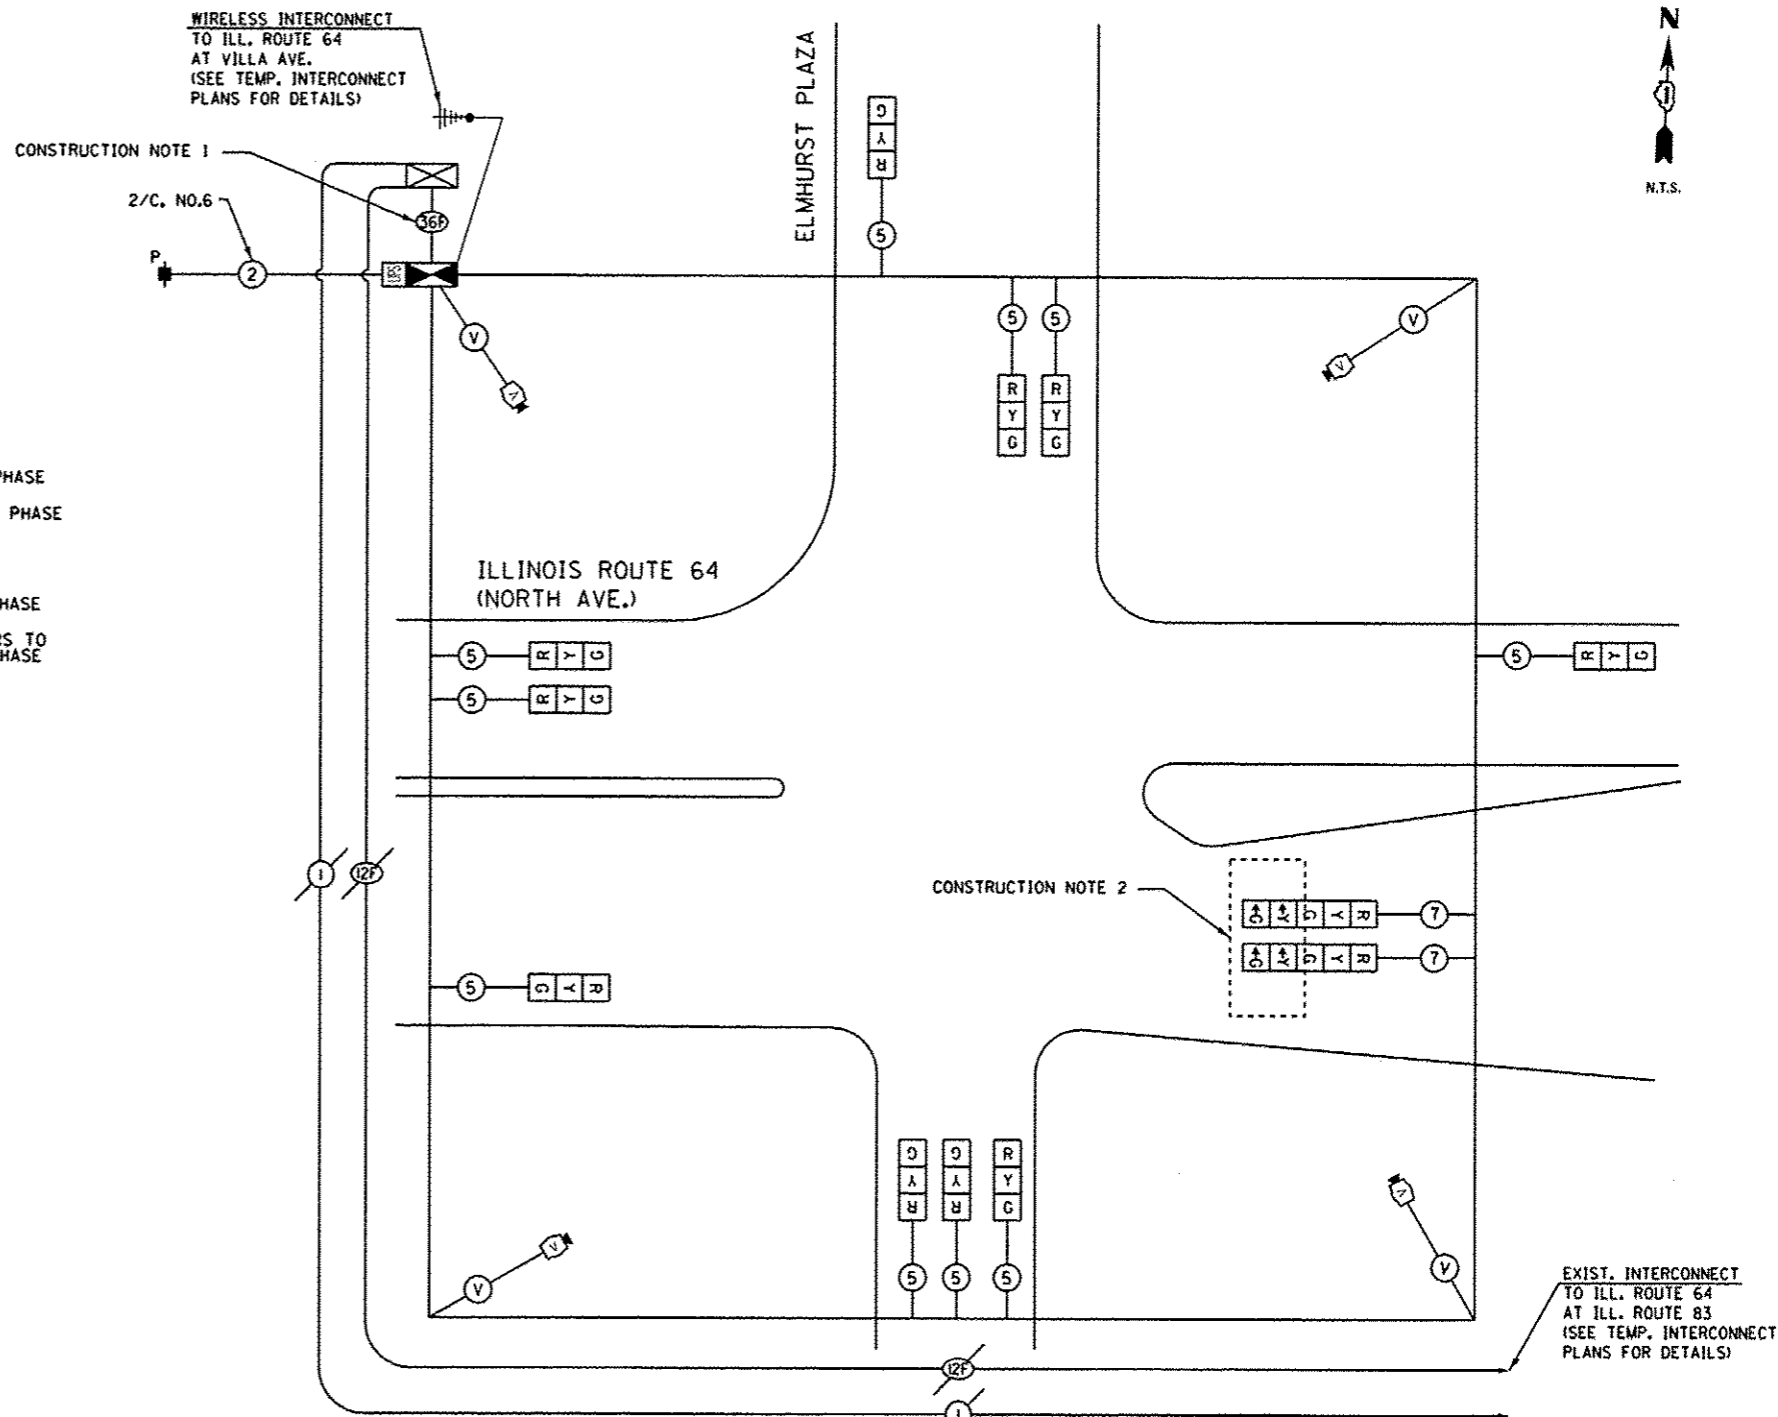 WIRELESS INTERCONNECT
TO ILL. ROUTE 64
AT VILLA AVE.
(SEE TEMP. INTERCONNECT
PLANS FOR DETAILS)
N
N.T.S.
ELMHURST PLAZA
CONSTRUCTION NOTE 1
2/C. NO.6
36F
P
2
UPS
V
V
V
V
G
Y
R
5
5 5
R R
Y Y
G G
V
V
PHASE
PHASE
HASE
RS TO
HASE
ILLINOIS ROUTE 64
(NORTH AVE.)
5 R Y G
5 R Y G
5 R Y G
1 12F
CONSTRUCTION NOTE 2
G Y G Y R 7
G Y G Y R 7
5 G Y R
G G R
Y Y Y
R R G
5 5 5
V
V
V
V
EXIST. INTERCONNECT
TO ILL. ROUTE 64
AT ILL. ROUTE 83
(SEE TEMP. INTERCONNECT
PLANS FOR DETAILS)
12F
1